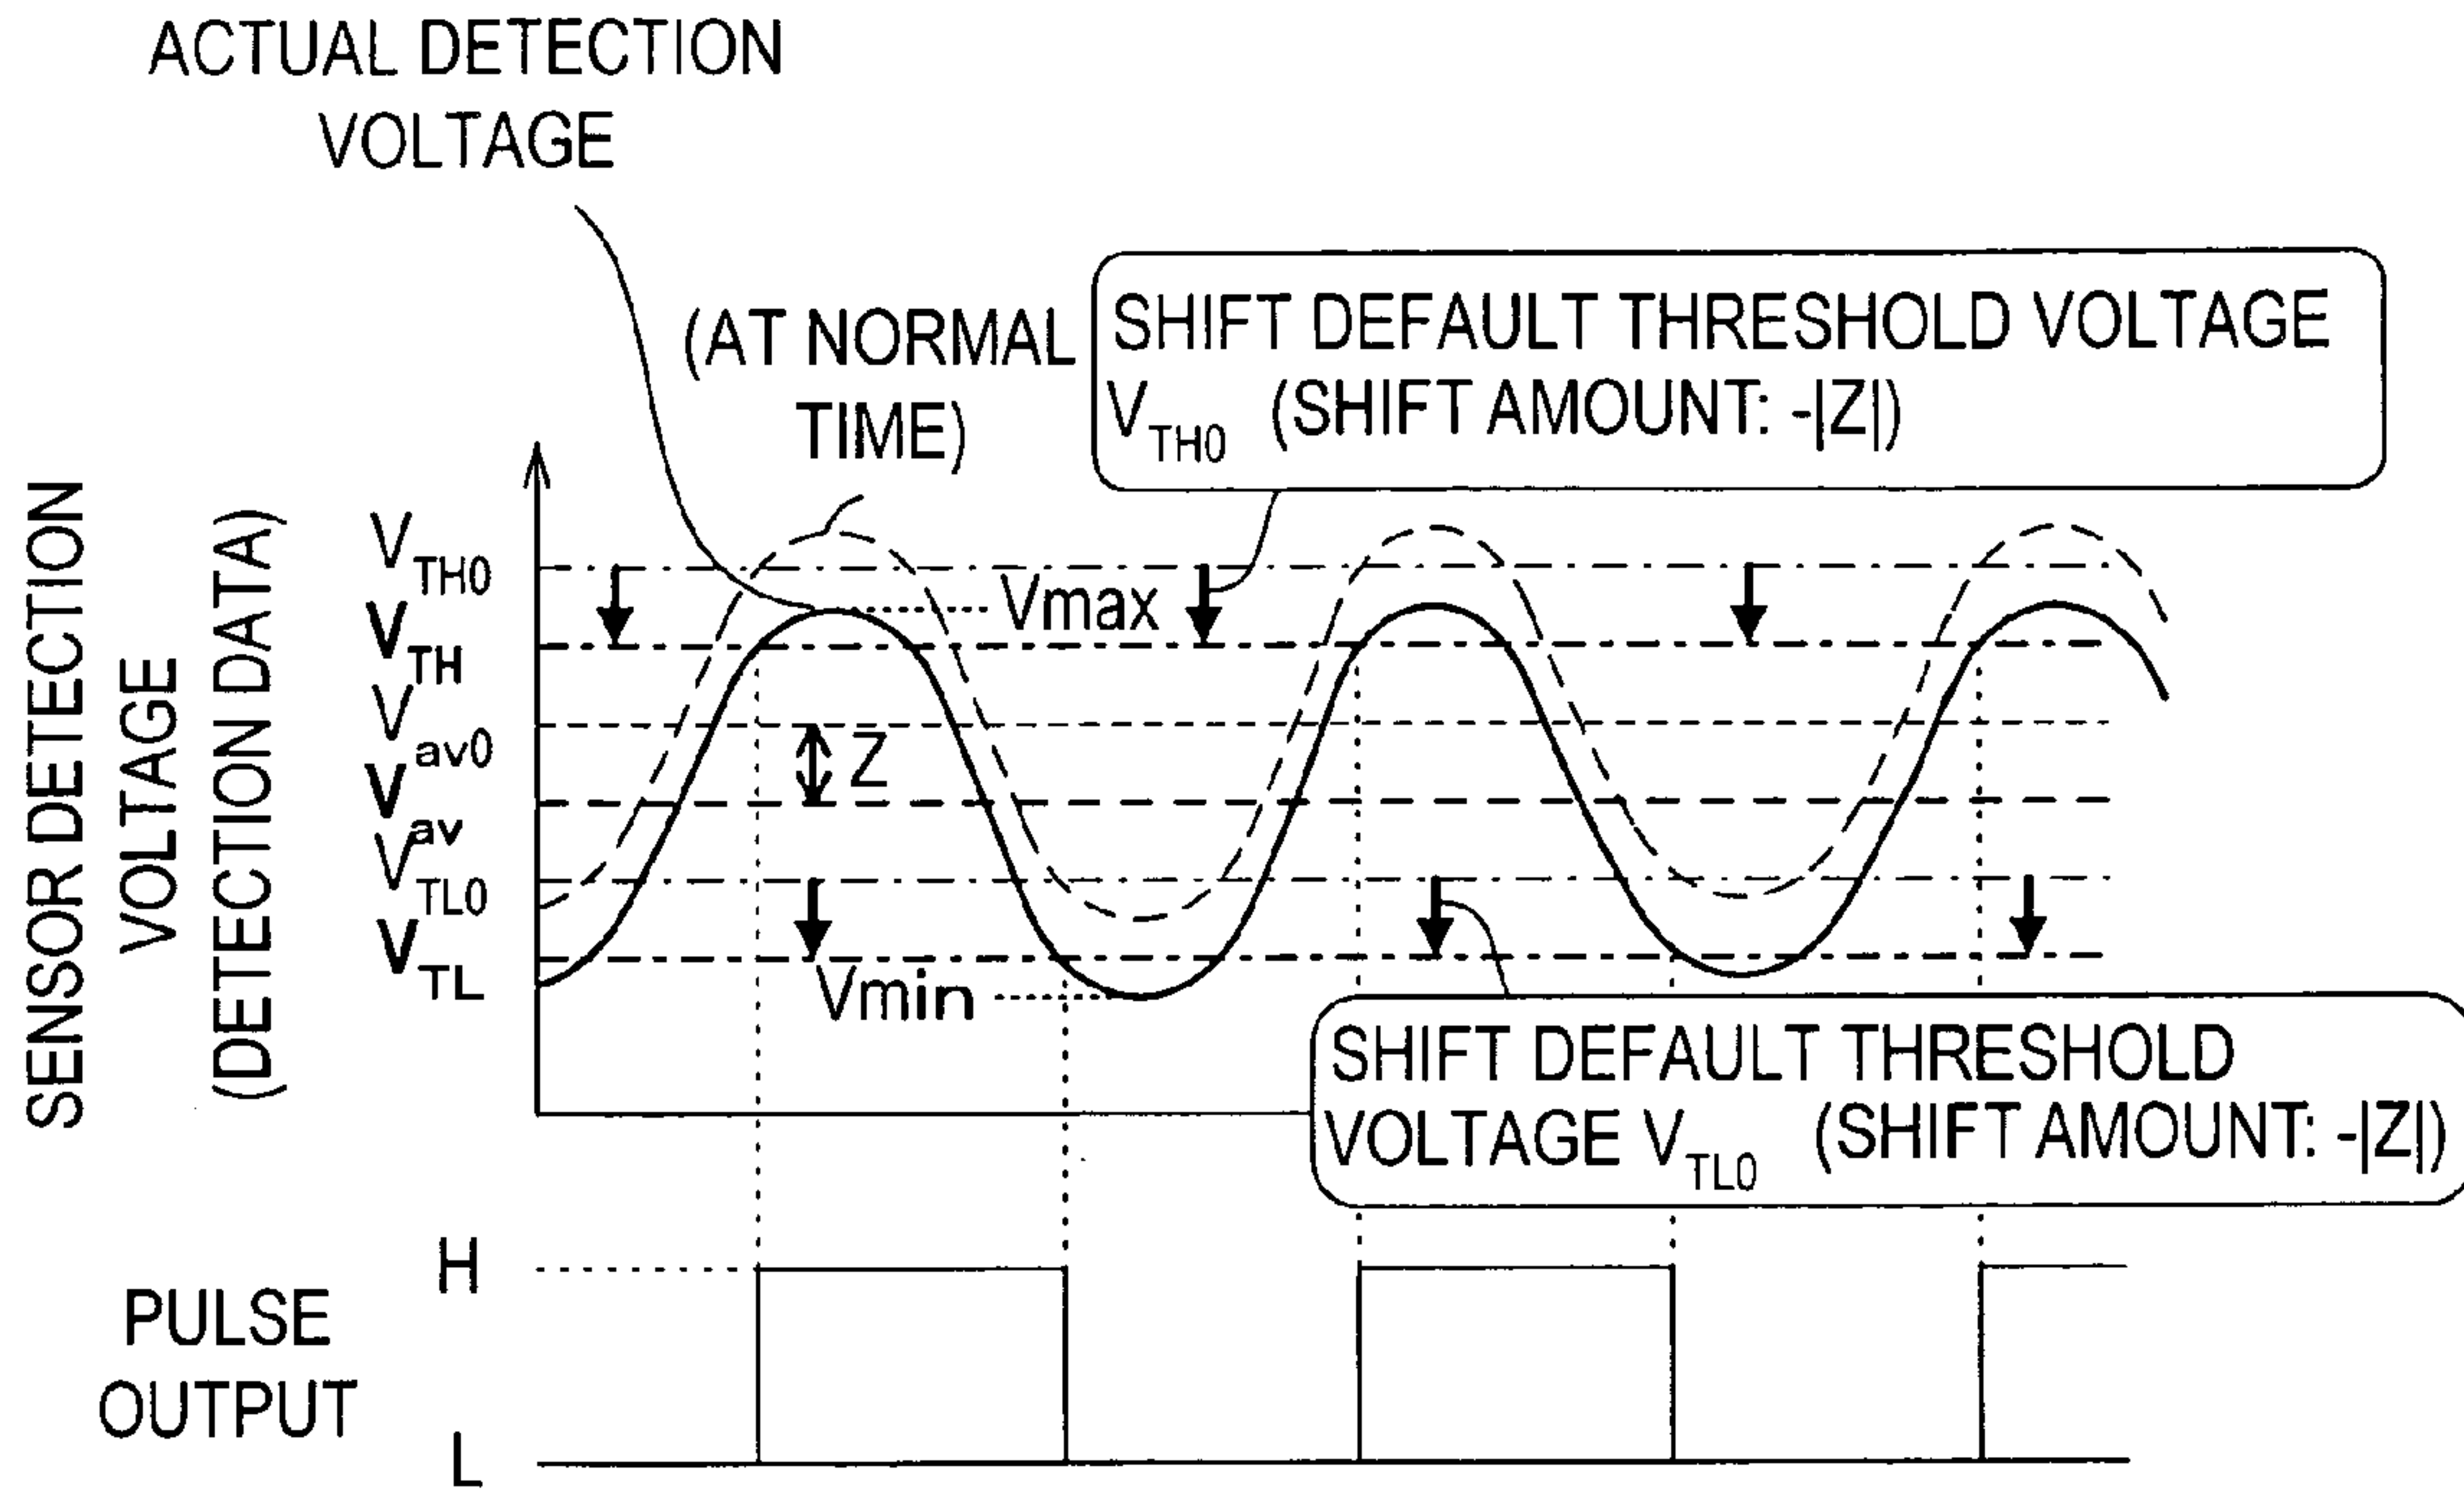 ACTUAL DETECTION
VOLTAGE
(AT NORMAL
TIME)
SHIFT DEFAULT THRESHOLD VOLTAGE
VTH0 (SHIFT AMOUNT: -|Z|)
SENSOR DETECTION
VOLTAGE
(DETECTION DATA)
VTH0
VTH
Vav0
Vav
VTL0
VTL
Vmax
Z
Vmin
SHIFT DEFAULT THRESHOLD
VOLTAGE VTL0 (SHIFT AMOUNT: -|Z|)
PULSE
OUTPUT
H
L